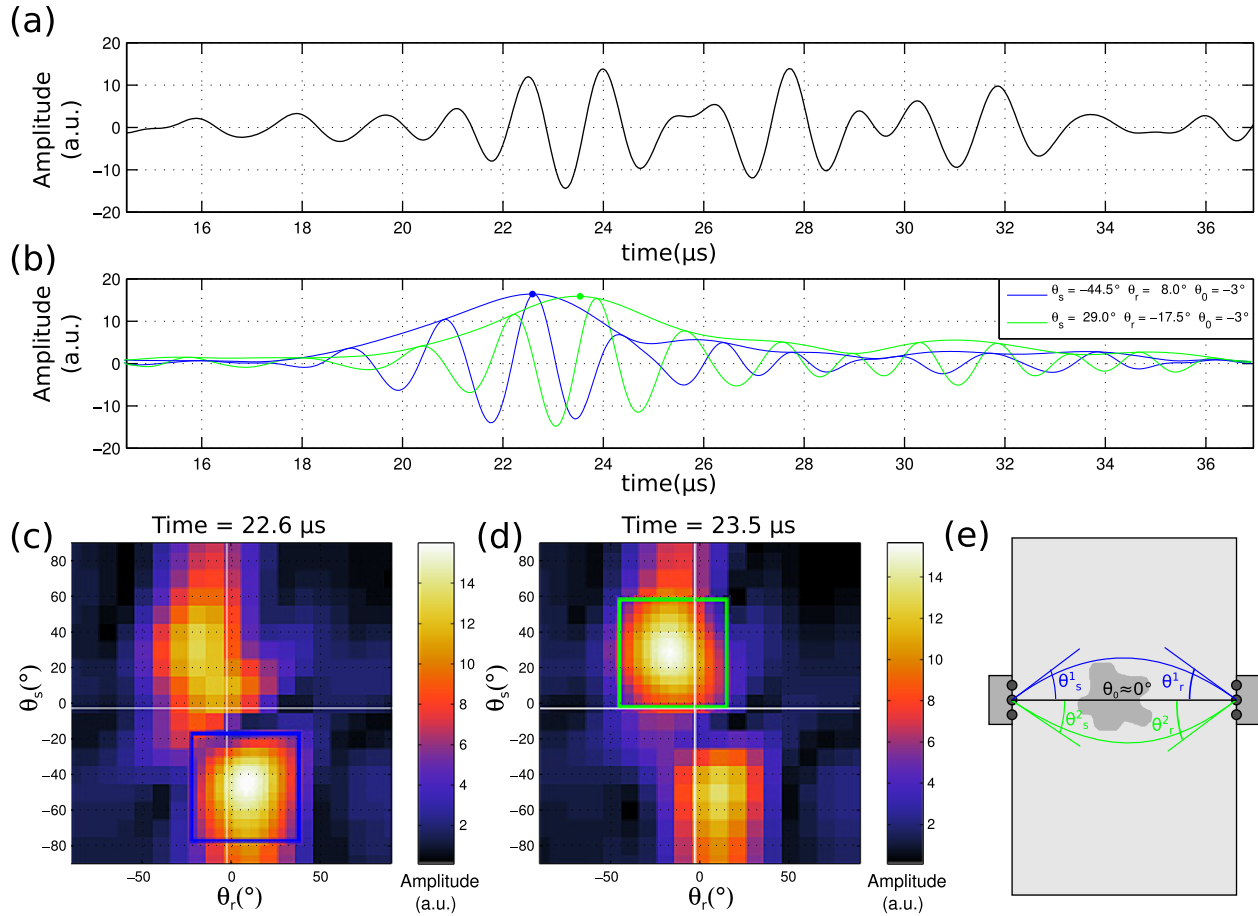 (a)
Amplitude
(a.u.)
20
10
0
−10
−20
16 18 20 22 24 26 28 30 32 34 36
time(μs)
(b)
Amplitude
(a.u.)
20
10
0
−10
−20
θs = −44.5° θr = 8.0° θ0 = −3°
θs = 29.0° θr = −17.5° θ0 = −3°
16 18 20 22 24 26 28 30 32 34 36
time(μs)
(c)
Time = 22.6 μs
θs(°)
80
60
40
20
0
−20
−40
−60
−80
−50 0 50
θr(°)
14
12
10
8
6
4
2
Amplitude
(a.u.)
(d)
Time = 23.5 μs
θs(°)
80
60
40
20
0
−20
−40
−60
−80
−50 0 50
θr(°)
14
12
10
8
6
4
2
Amplitude
(a.u.)
(e)
θ1s θ0≈0° θ1r
θ2s θ2r